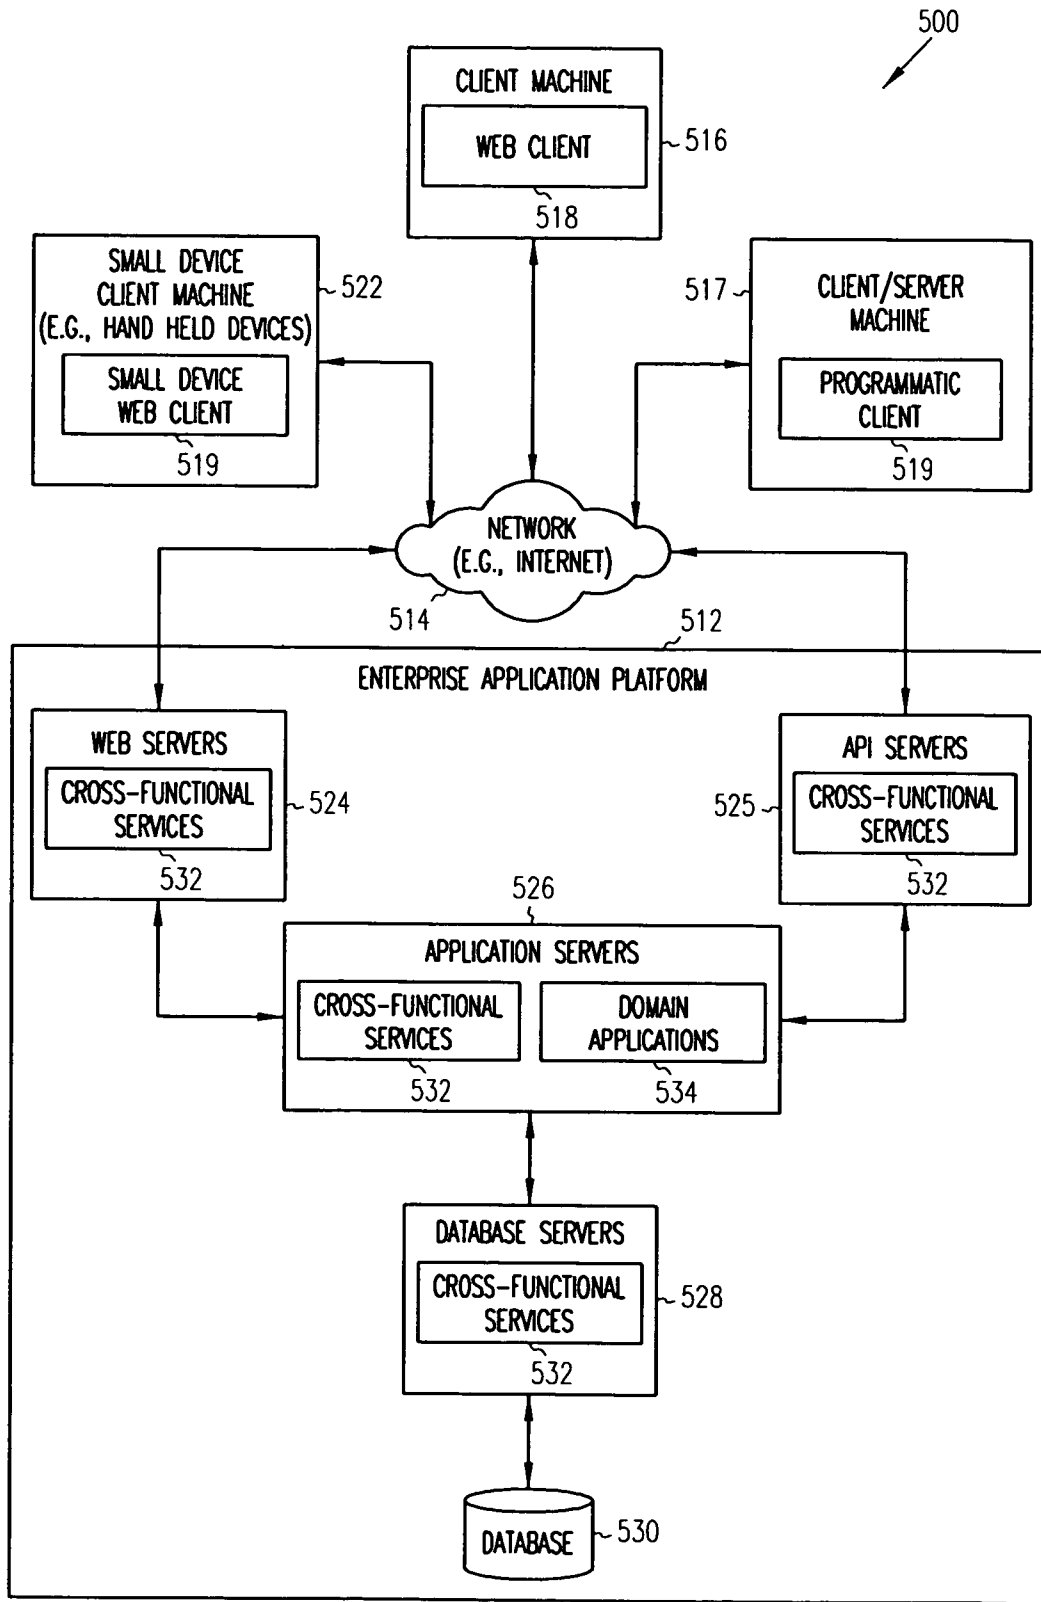 500
CLIENT MACHINE
WEB CLIENT
516
518
SMALL DEVICE
CLIENT MACHINE
(E.G., HAND HELD DEVICES)
522
SMALL DEVICE
WEB CLIENT
519
517
CLIENT/SERVER
MACHINE
PROGRAMMATIC
CLIENT
519
NETWORK
(E.G., INTERNET)
514
512
ENTERPRISE APPLICATION PLATFORM
WEB SERVERS
CROSS-FUNCTIONAL
SERVICES
524
532
API SERVERS
525
CROSS-FUNCTIONAL
SERVICES
532
526
APPLICATION SERVERS
CROSS-FUNCTIONAL
SERVICES
532
DOMAIN
APPLICATIONS
534
DATABASE SERVERS
CROSS-FUNCTIONAL
SERVICES
528
532
DATABASE
530